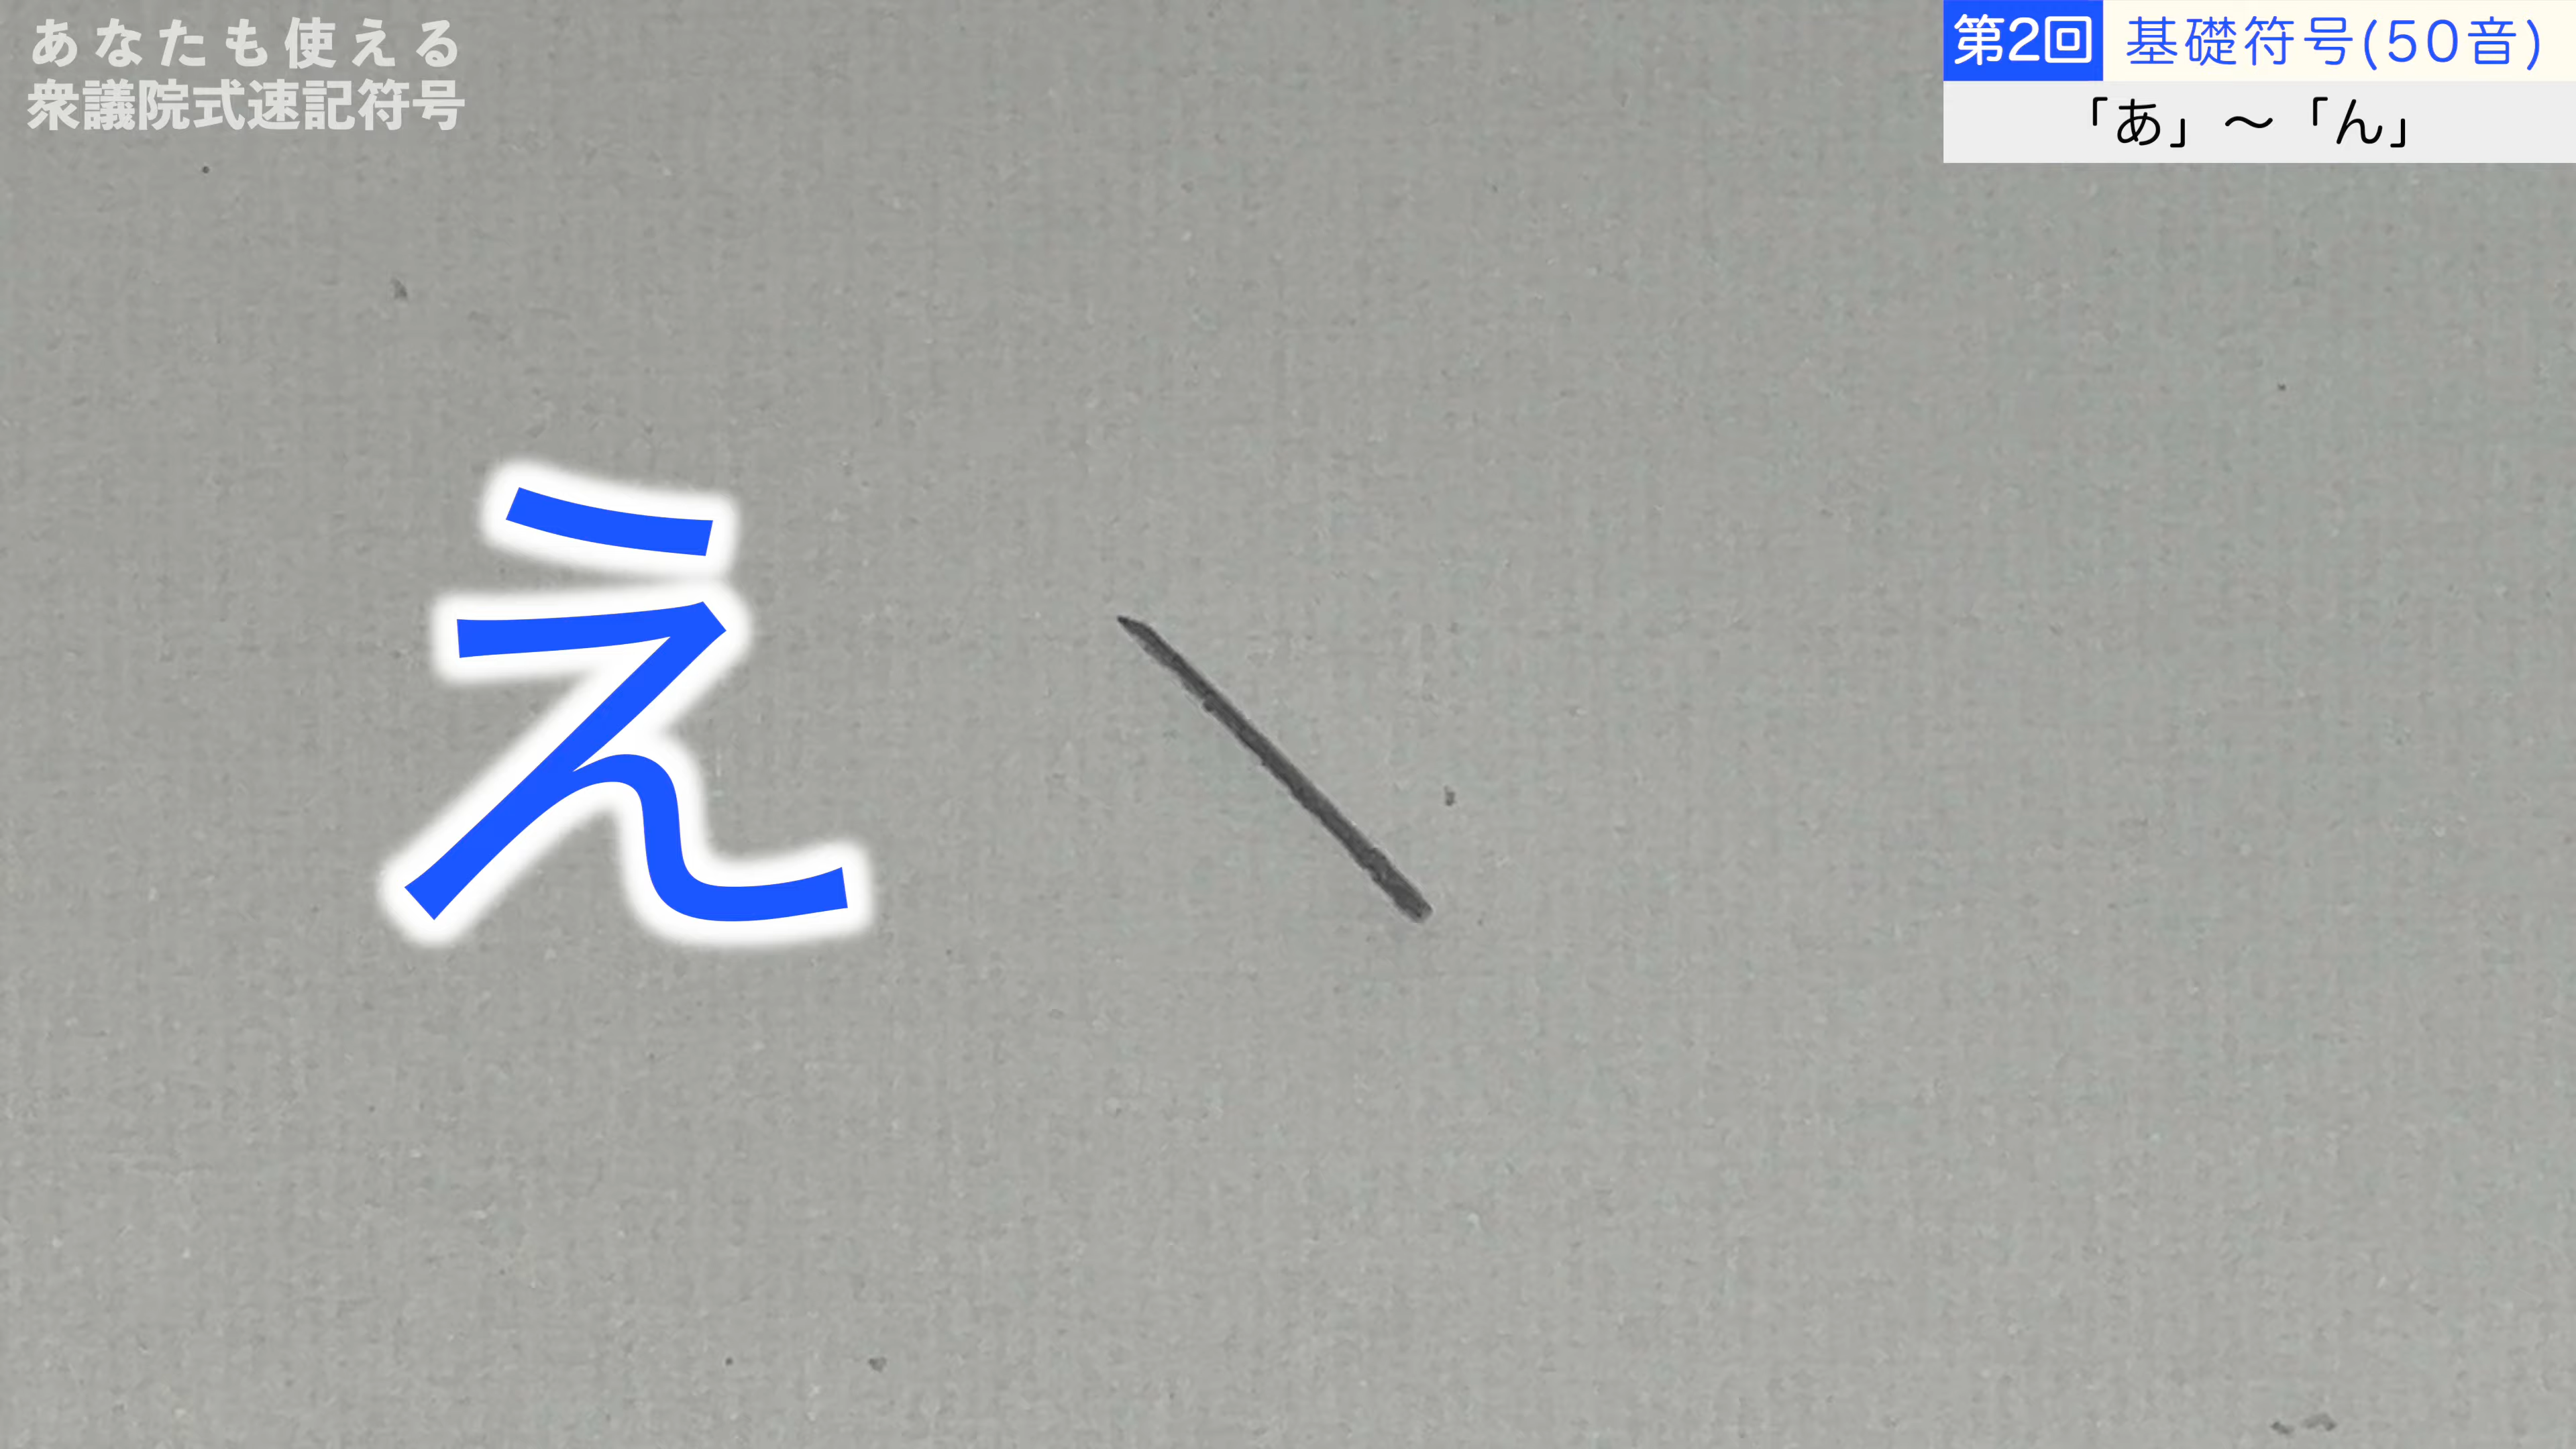 あなたも使える
衆議院式速記符号
第2回 基礎符号(50音)
「あ」～「ん」
え